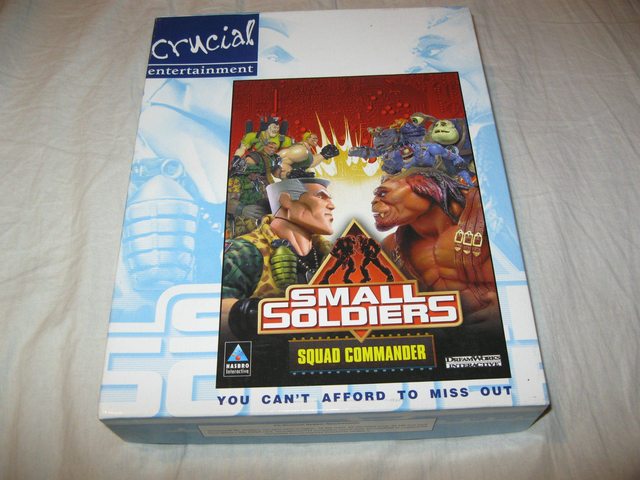 crucial
entertainment
SMALL
SOLDIERS
SQUAD COMMANDER
HASBRO
Interactive
DREAMWORKS
INTERACTIVE
YOU CAN'T AFFORD TO MISS OUT